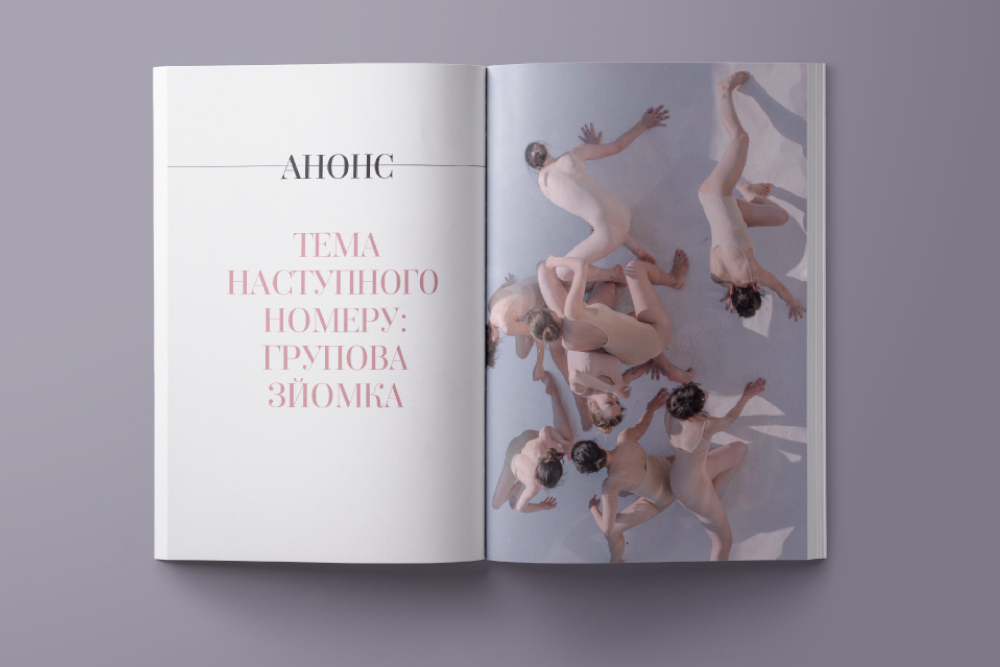 АНОНС
ТЕМА
НАСТУПНОГО
НОМЕРУ:
ГРУПОВА
ЗЙОМКА